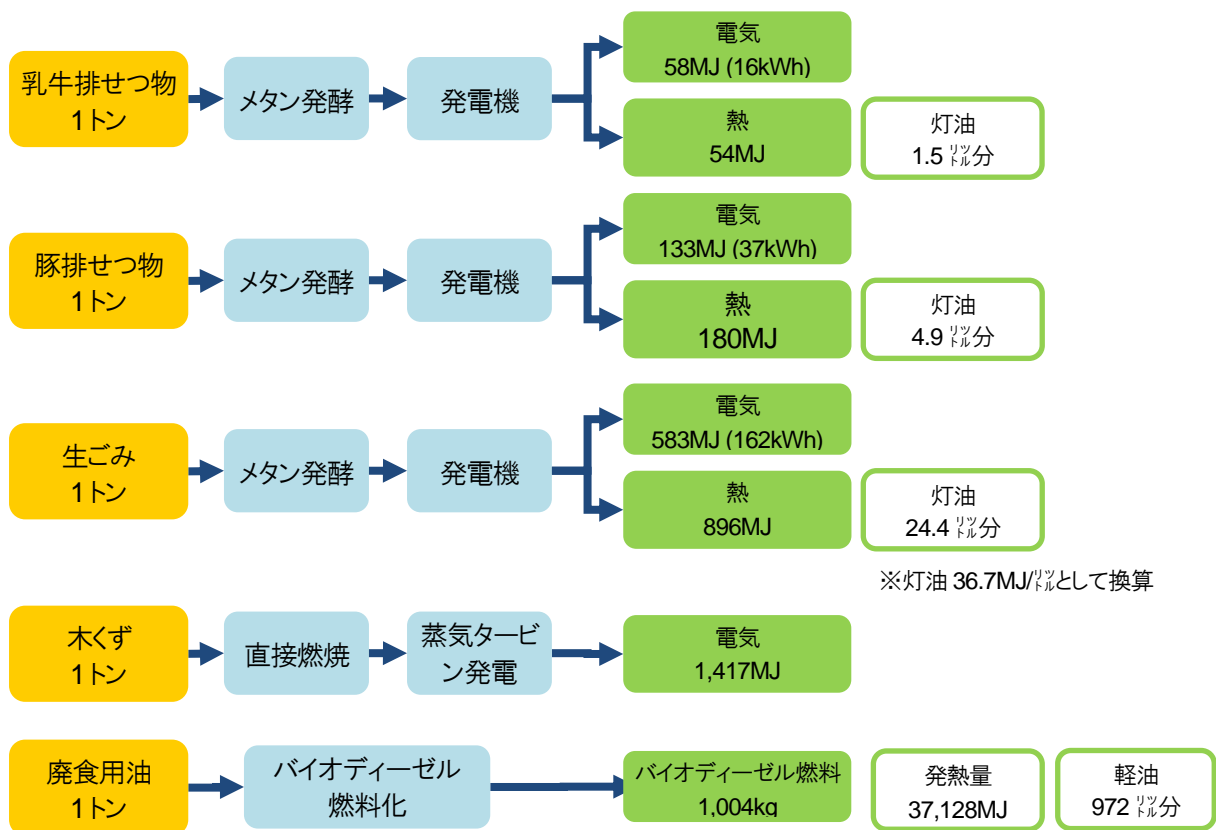 乳牛排せつ物
1トン
メタン発酵
発電機
電気
58MJ (16kWh)
熱
54MJ
灯油
1.5 リットル分
豚排せつ物
1トン
メタン発酵
発電機
電気
133MJ (37kWh)
熱
180MJ
灯油
4.9 リットル分
生ごみ
1トン
メタン発酵
発電機
電気
583MJ (162kWh)
熱
896MJ
灯油
24.4 リットル分
※灯油 36.7MJ/リットルとして換算
木くず
1トン
直接燃焼
蒸気タービ
ン発電
電気
1,417MJ
廃食用油
1トン
バイオディーゼル
燃料化
バイオディーゼル燃料
1,004kg
発熱量
37,128MJ
軽油
972 リットル分